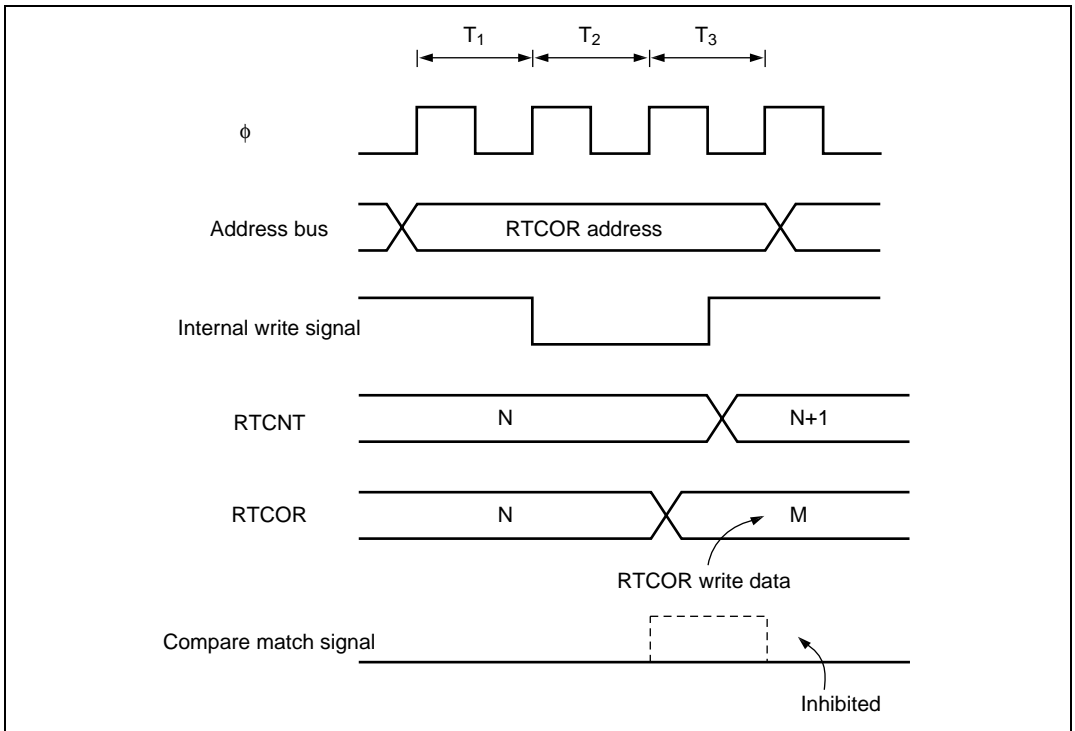 T1 T2 T3
ϕ
Address bus RTCOR address
Internal write signal
RTCNT N N+1
RTCOR N M
RTCOR write data
Compare match signal
Inhibited